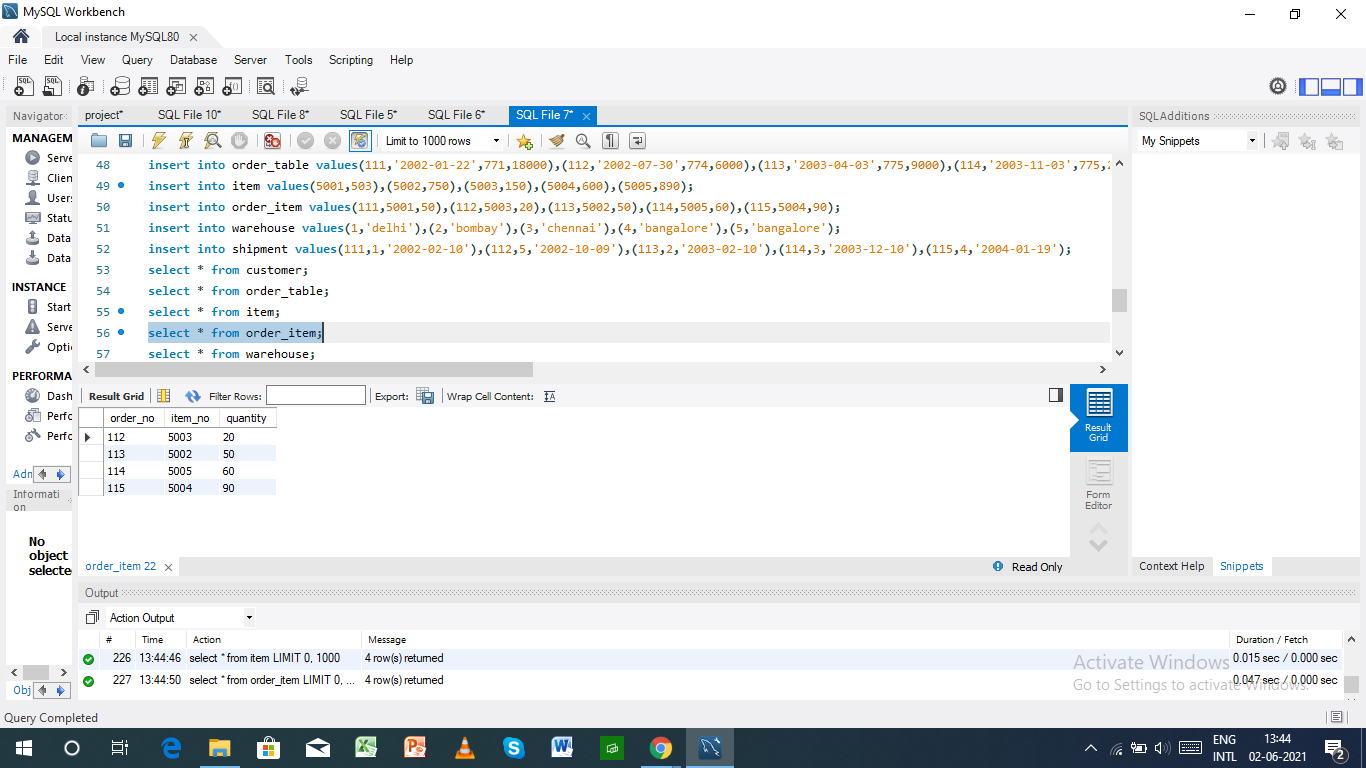 MySQL Workbench
Local instance MySQL80
File Edit View Query Database Server Tools Scripting Help
Navigator
MANAGEM
Serve
Clien
Users
Statu
Data
Data
INSTANCE
Start
Serve
Opti
PERFORMA
Dash
Perfo
Perfo
Adn
Informati
on
No
object
selecte
Obj
project* SQL File 10* SQL File 8* SQL File 5* SQL File 6* SQL File 7*
Limit to 1000 rows
48 insert into order_table values(111,'2002-01-22',771,18000),(112,'2002-07-30',774,6000),(113,'2003-04-03',775,9000),(114,'2003-11-03',775,2
49 insert into item values(5001,503),(5002,750),(5003,150),(5004,600),(5005,890);
50 insert into order_item values(111,5001,50),(112,5003,20),(113,5002,50),(114,5005,60),(115,5004,90);
51 insert into warehouse values(1,'delhi'),(2,'bombay'),(3,'chennai'),(4,'bangalore'),(5,'bangalore');
52 insert into shipment values(111,1,'2002-02-10'),(112,5,'2002-10-09'),(113,2,'2003-02-10'),(114,3,'2003-12-10'),(115,4,'2004-01-19');
53 select * from customer;
54 select * from order_table;
55 select * from item;
56 select * from order_item;
57 select * from warehouse;
Result Grid Filter Rows: Export: Wrap Cell Content:
order_no item_no quantity
112 5003 20
113 5002 50
114 5005 60
115 5004 90
Result
Grid
Form
Editor
order_item 22
Read Only
SQLAdditions
My Snippets
Context Help Snippets
Output
Action Output
# Time Action Message Duration / Fetch
226 13:44:46 select * from item LIMIT 0, 1000 4 row(s) returned 0.015 sec / 0.000 sec
227 13:44:50 select * from order_item LIMIT 0, ... 4 row(s) returned 0.047 sec / 0.000 sec
Activate Windows
Go to Settings to activate Windows.
Query Completed
ENG
INTL
13:44
02-06-2021
2